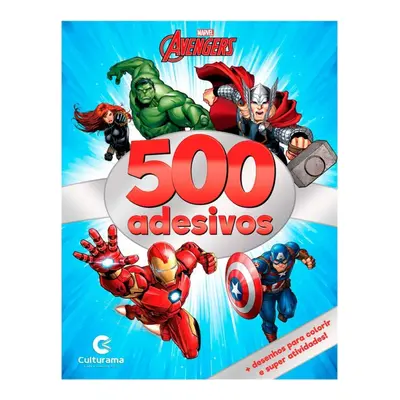 MARVEL
AVENGERS
500
adesivos
+ desenhos para colorir
e super atividades!
Culturama